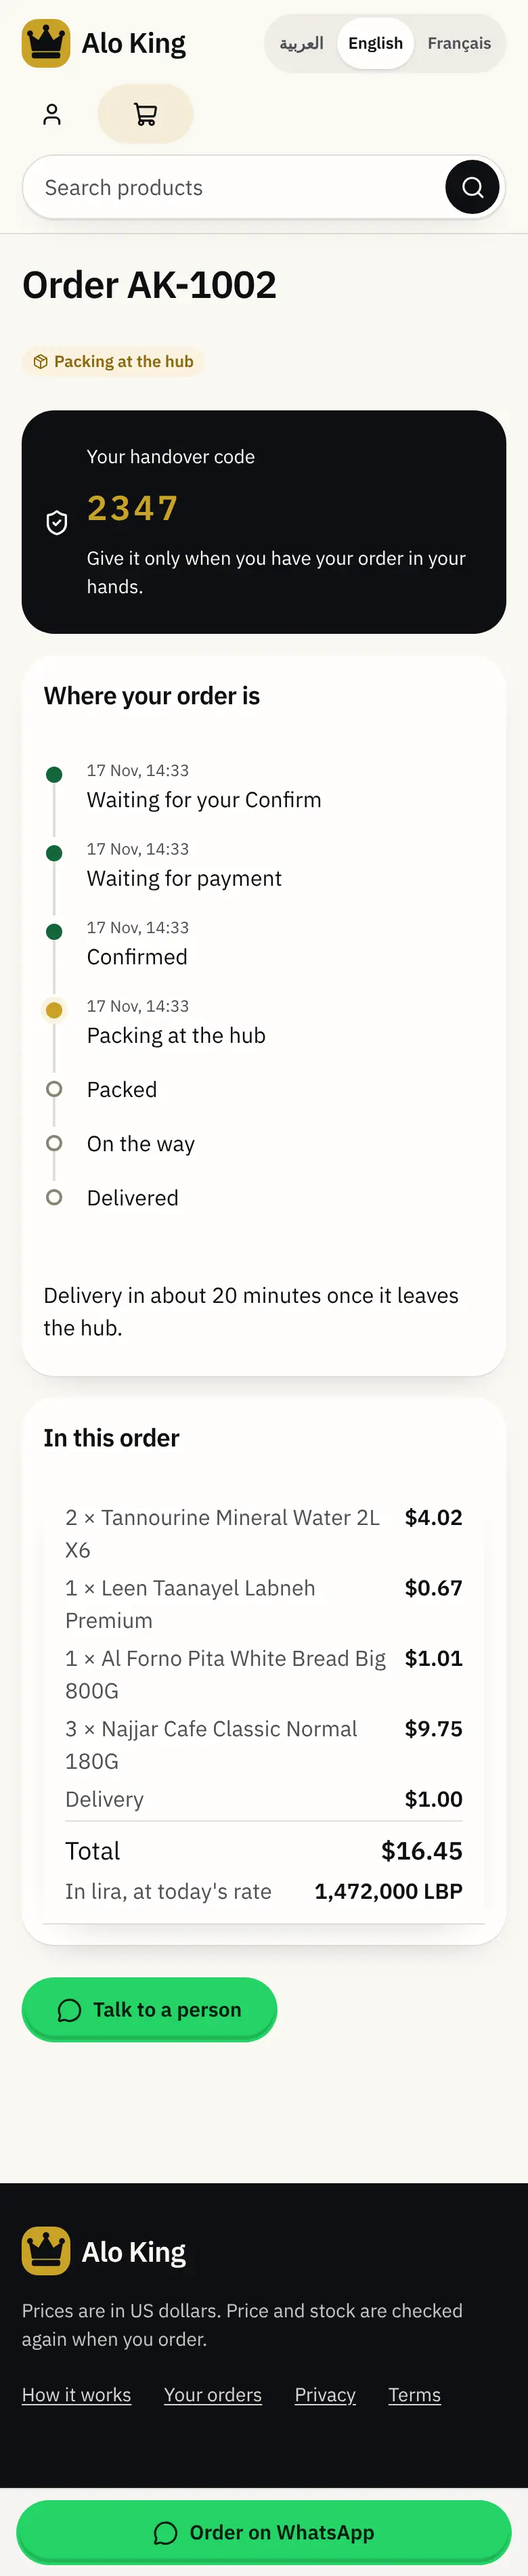 Alo King
العربية
English
Français
Search products
Order AK-1002
Packing at the hub
Your handover code
2347
Give it only when you have your order in your
hands.
Where your order is
17 Nov, 14:33
Waiting for your Confirm
17 Nov, 14:33
Waiting for payment
17 Nov, 14:33
Confirmed
17 Nov, 14:33
Packing at the hub
Packed
On the way
Delivered
Delivery in about 20 minutes once it leaves
the hub.
In this order
2 × Tannourine Mineral Water 2L $4.02
X6
1 × Leen Taanayel Labneh $0.67
Premium
1 × Al Forno Pita White Bread Big $1.01
800G
3 × Najjar Cafe Classic Normal $9.75
180G
Delivery $1.00
Total $16.45
In lira, at today's rate 1,472,000 LBP
Talk to a person
Alo King
Prices are in US dollars. Price and stock are checked
again when you order.
How it works Your orders Privacy Terms
Order on WhatsApp